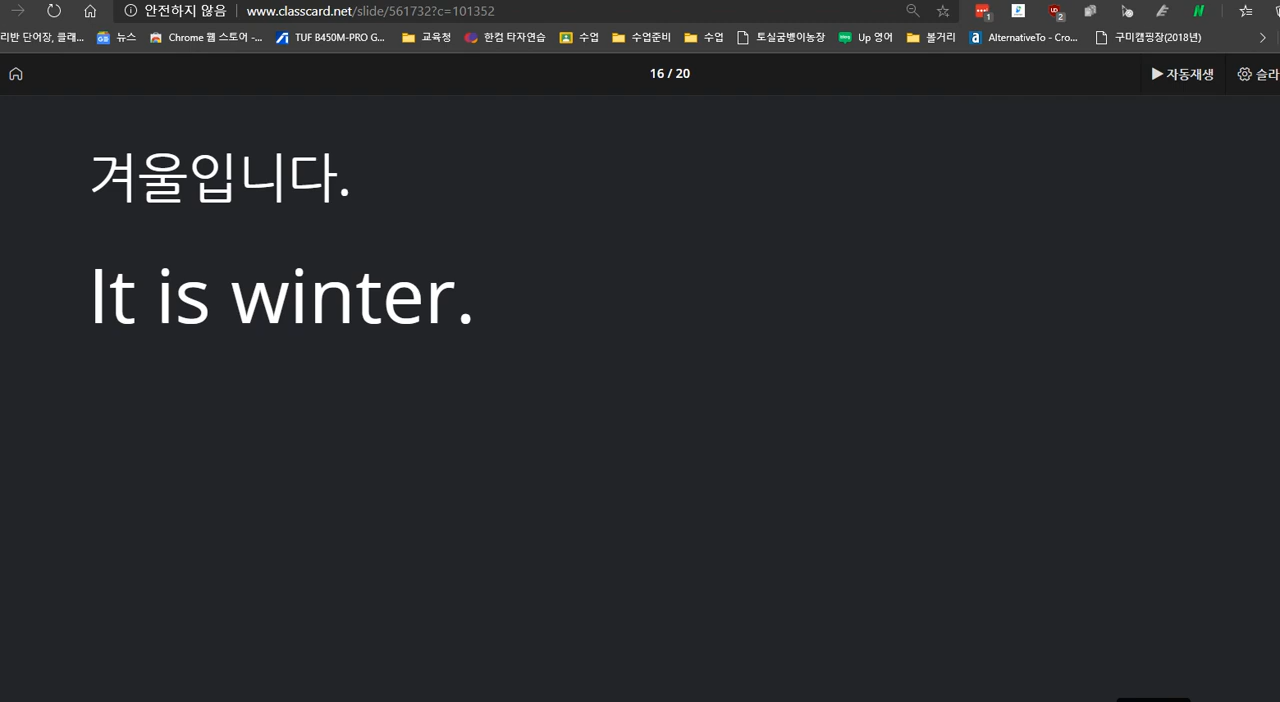 안전하지 않음 www.classcard.net/slide/561732?c=101352
리반 단어장, 클래... 뉴스 Chrome 웹 스토어 -... TUF B450M-PRO G... 교육청 한컴 타자연습 수업 수업준비 수업 토실굼뱅이농장 Up 영어 볼거리 AlternativeTo - Cro... 구미캠핑장(2018년)
16 / 20 자동재생 슬라
겨울입니다.
It is winter.